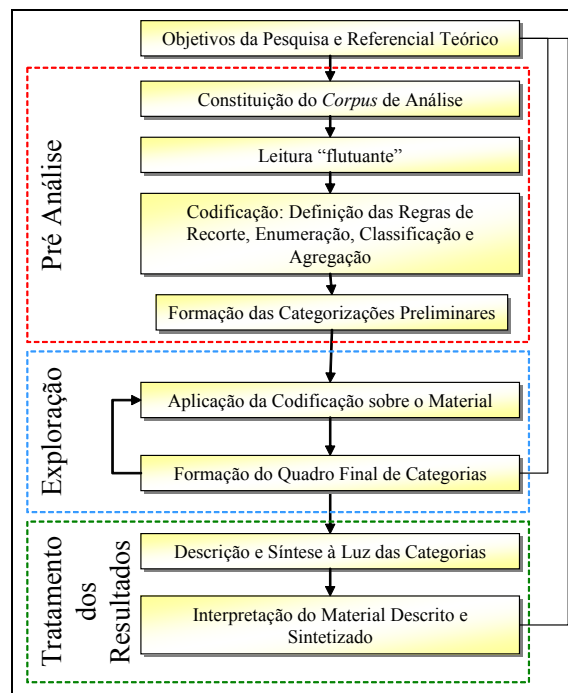 Objetivos da Pesquisa e Referencial Teórico
Pré Análise
Constituição do Corpus de Análise
Leitura “flutuante”
Codificação: Definição das Regras de
Recorte, Enumeração, Classificação e
Agregação
Formação das Categorizações Preliminares
Exploração
Aplicação da Codificação sobre o Material
Formação do Quadro Final de Categorias
Tratamento
dos
Resultados
Descrição e Síntese à Luz das Categorias
Interpretação do Material Descrito e
Sintetizado